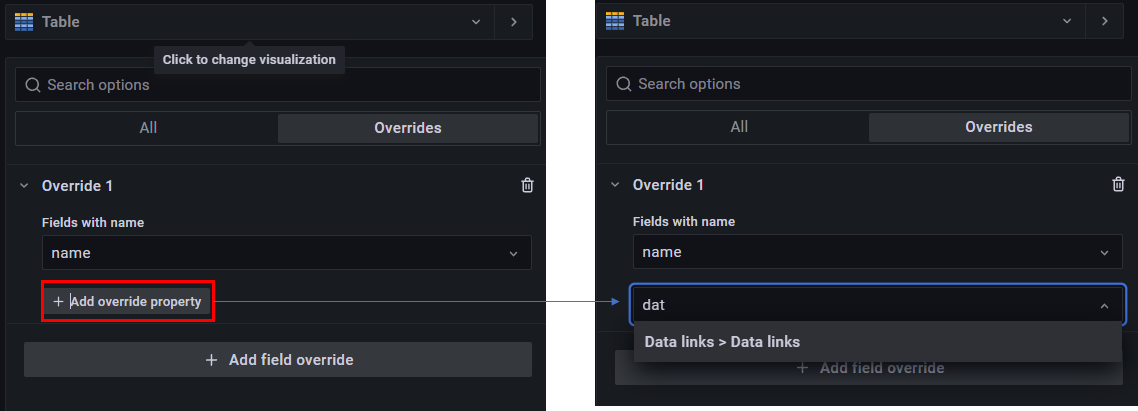 Table
Click to change visualization
Search options
All
Overrides
Override 1
Fields with name
name
+ Add override property
+ Add field override
Table
Search options
All
Overrides
Override 1
Fields with name
name
dat
Data links > Data links
+ Add field override